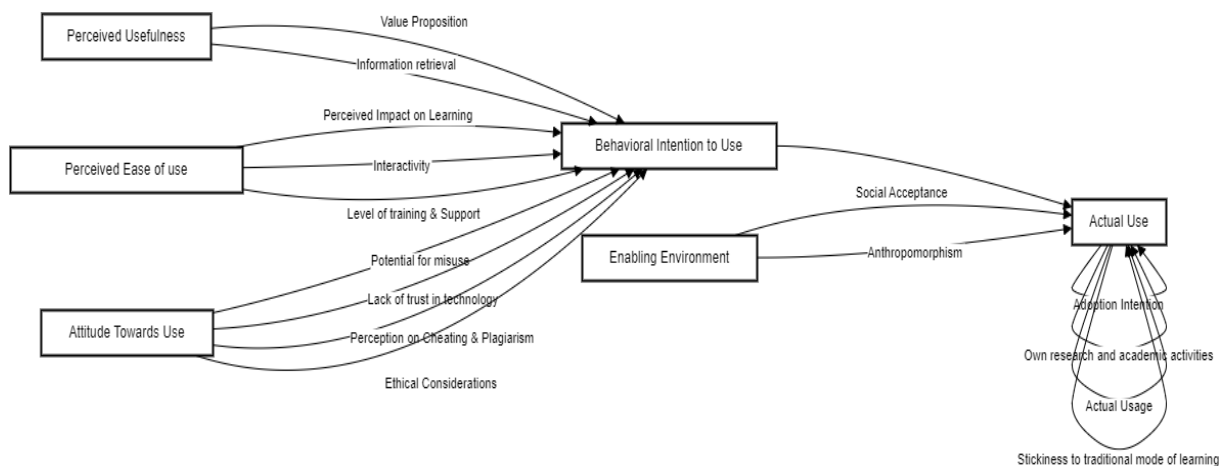 Value Proposition
Perceived Usefulness
Information retrieval
Perceived Impact on Learning
Behavioral Intention to Use
Perceived Ease of use
Interactivity
Level of training & Support
Social Acceptance
Actual Use
Enabling Environment
Anthropomorphism
Potential for misuse
Lack of trust in technology
Attitude Towards Use
Perception on Cheating & Plagiarism
Ethical Considerations
Adoption Intention
Own research and academic activities
Actual Usage
Stickiness to traditional mode of learning